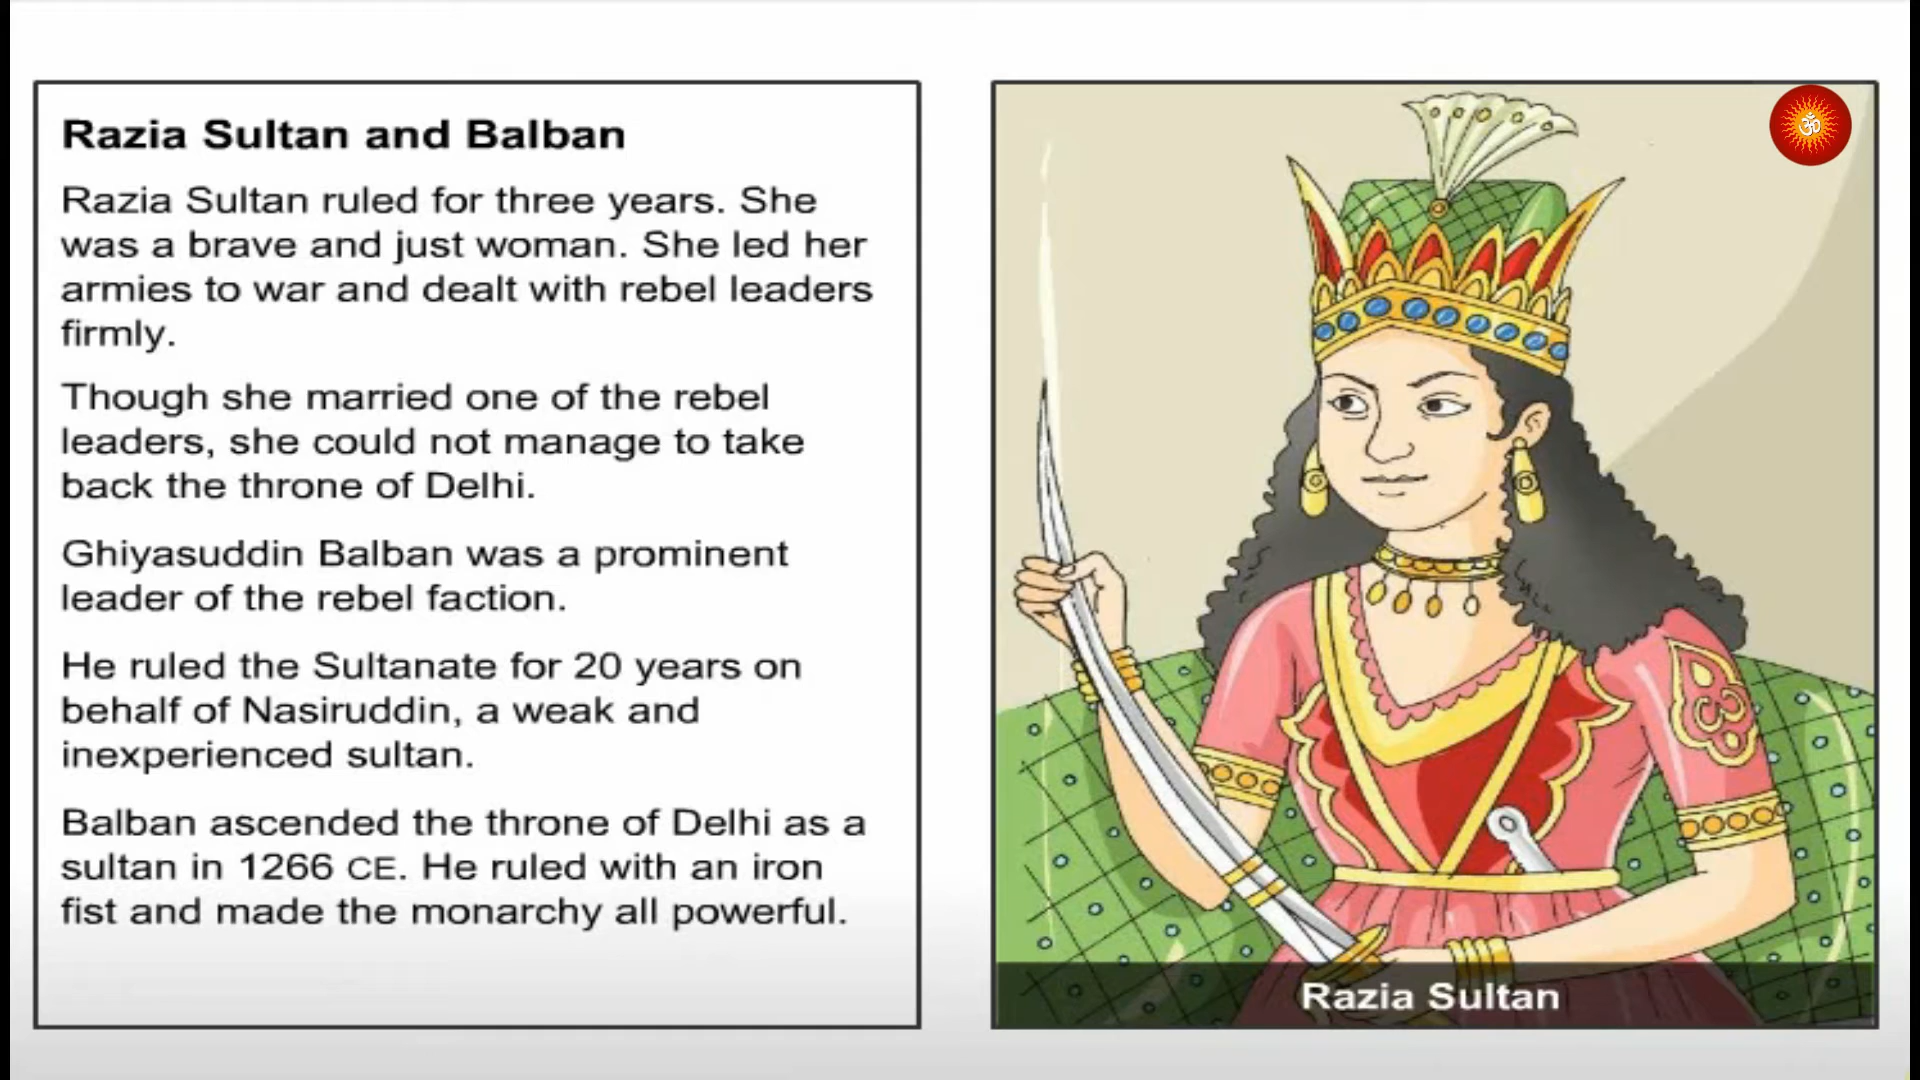 Razia Sultan and Balban
Razia Sultan ruled for three years. She
was a brave and just woman. She led her
armies to war and dealt with rebel leaders
firmly.
Though she married one of the rebel
leaders, she could not manage to take
back the throne of Delhi.
Ghiyasuddin Balban was a prominent
leader of the rebel faction.
He ruled the Sultanate for 20 years on
behalf of Nasiruddin, a weak and
inexperienced sultan.
Balban ascended the throne of Delhi as a
sultan in 1266 CE. He ruled with an iron
fist and made the monarchy all powerful.
ॐ
Razia Sultan